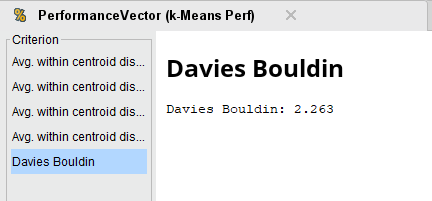 PerformanceVector (k-Means Perf)
Criterion
Avg. within centroid dis...
Avg. within centroid dis...
Avg. within centroid dis...
Avg. within centroid dis...
Davies Bouldin
Davies Bouldin
Davies Bouldin: 2.263